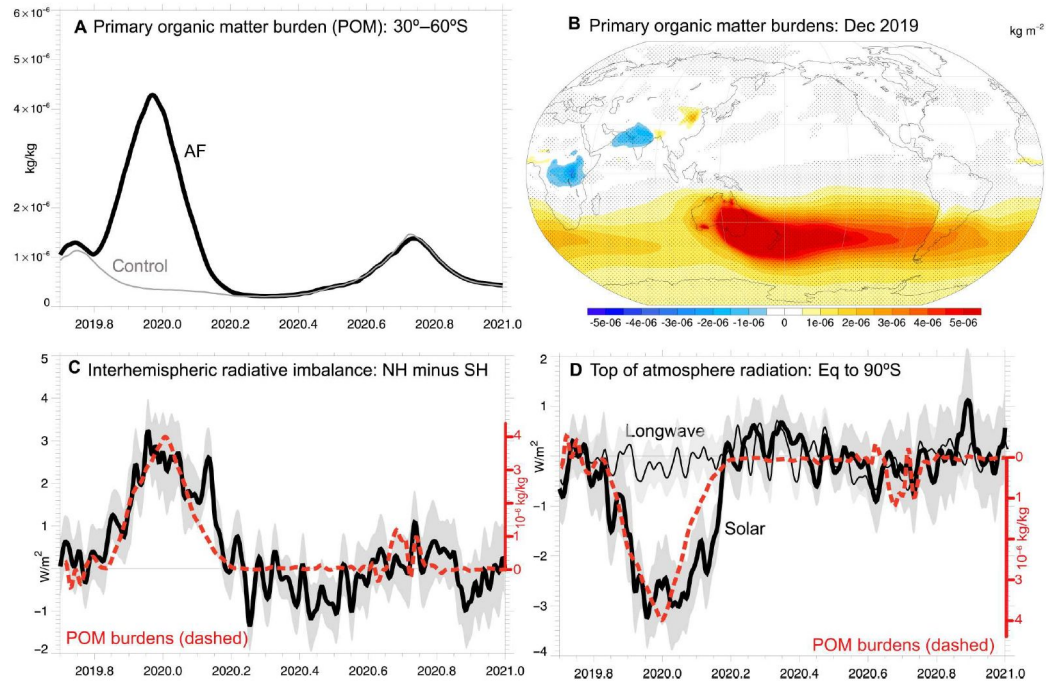 A Primary organic matter burden (POM): 30º–60ºS
6×10⁻⁶
4×10⁻⁶
kg/kg
2×10⁻⁶
1×10⁻⁶
0
AF
Control
2019.8 2020.0 2020.2 2020.4 2020.6 2020.8 2021.0
B Primary organic matter burdens: Dec 2019
kg m⁻²
-5e-06 -4e-06 -3e-06 -2e-06 -1e-06 0 1e-06 2e-06 3e-06 4e-06 5e-06
C Interhemispheric radiative imbalance: NH minus SH
5
4
3
2
1
0
W/m²
-1
-2
4
3
2
1
0
10⁻⁶ kg/kg
POM burdens (dashed)
2019.8 2020.0 2020.2 2020.4 2020.6 2020.8 2021.0
D Top of atmosphere radiation: Eq to 90ºS
2
1
W/m²
-1
-2
-3
-4
Longwave
Solar
0
1
10⁻⁶ kg/kg
3
4
POM burdens (dashed)
2019.8 2020.0 2020.2 2020.4 2020.6 2020.8 2021.0